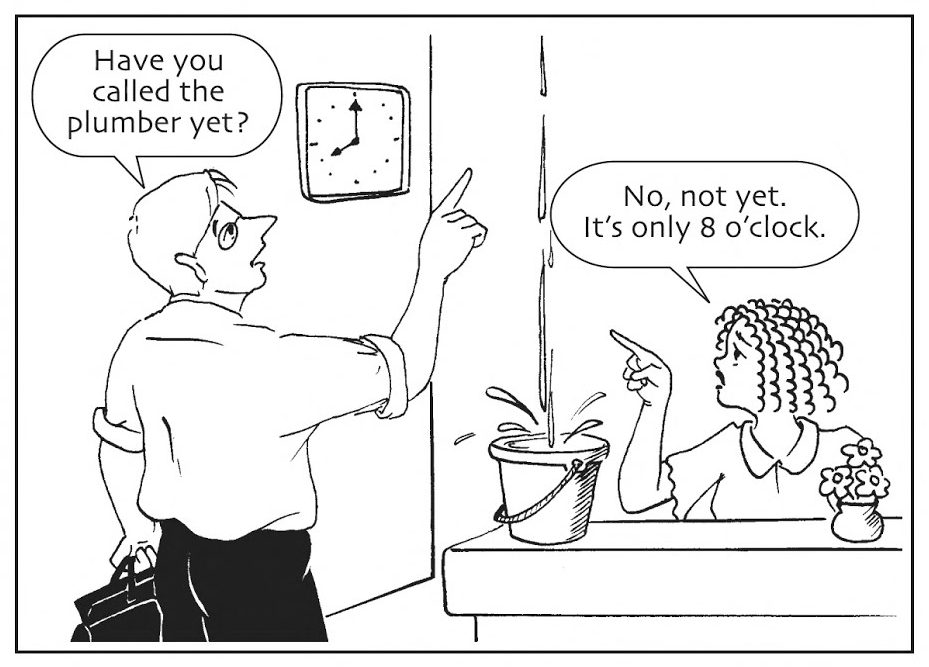 Have you
called the
plumber yet?
No, not yet.
It's only 8 o'clock.